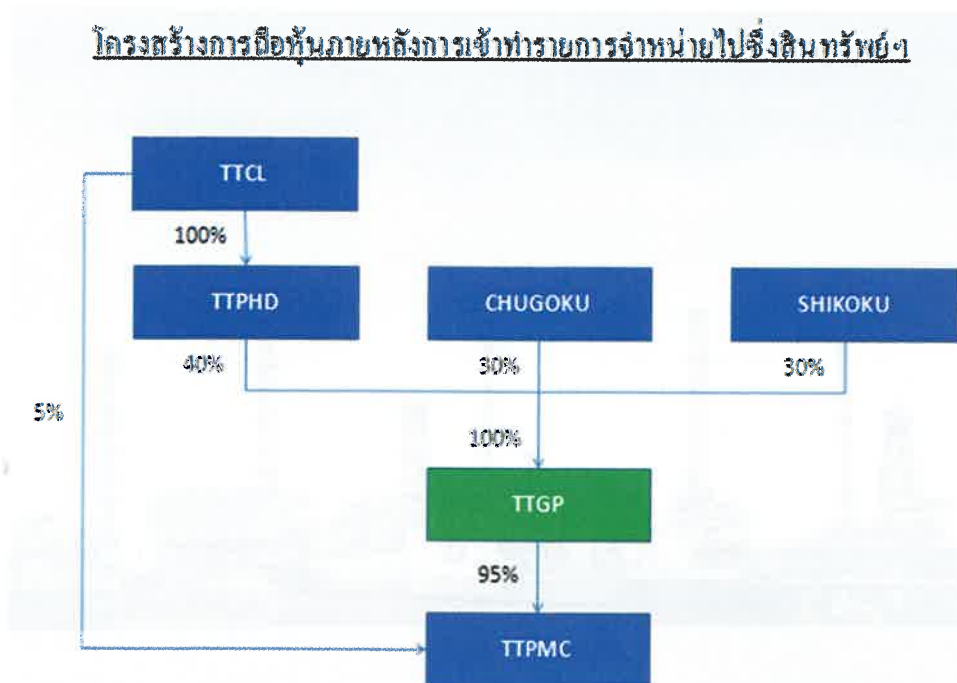 โครงสร้างการถือหุ้นภายหลังการเข้าทำรายการจำหน่ายไปซึ่งสินทรัพย์ฯ
TTCL
100%
TTPHD
CHUGOKU
SHIKOKU
40%
30%
30%
5%
100%
TTGP
95%
TTPMC